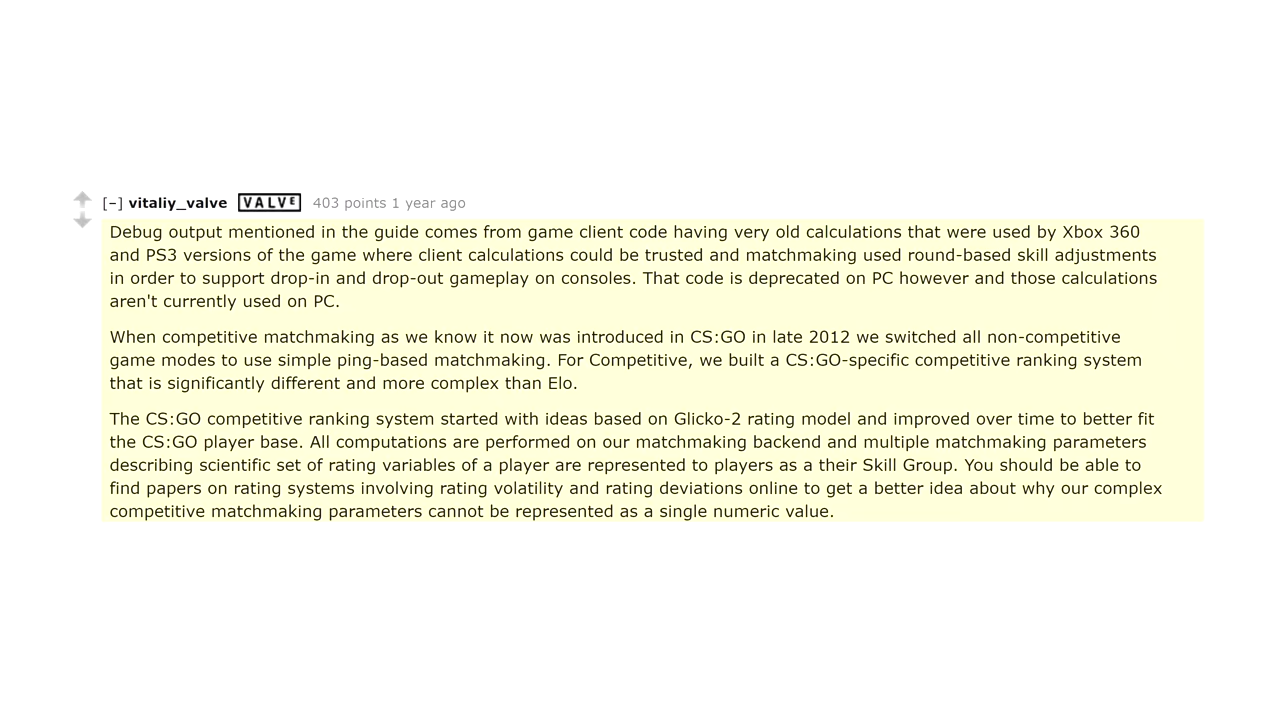 [–] vitaliy_valve VALVE 403 points 1 year ago
Debug output mentioned in the guide comes from game client code having very old calculations that were used by Xbox 360
and PS3 versions of the game where client calculations could be trusted and matchmaking used round-based skill adjustments
in order to support drop-in and drop-out gameplay on consoles. That code is deprecated on PC however and those calculations
aren't currently used on PC.
When competitive matchmaking as we know it now was introduced in CS:GO in late 2012 we switched all non-competitive
game modes to use simple ping-based matchmaking. For Competitive, we built a CS:GO-specific competitive ranking system
that is significantly different and more complex than Elo.
The CS:GO competitive ranking system started with ideas based on Glicko-2 rating model and improved over time to better fit
the CS:GO player base. All computations are performed on our matchmaking backend and multiple matchmaking parameters
describing scientific set of rating variables of a player are represented to players as a their Skill Group. You should be able to
find papers on rating systems involving rating volatility and rating deviations online to get a better idea about why our complex
competitive matchmaking parameters cannot be represented as a single numeric value.